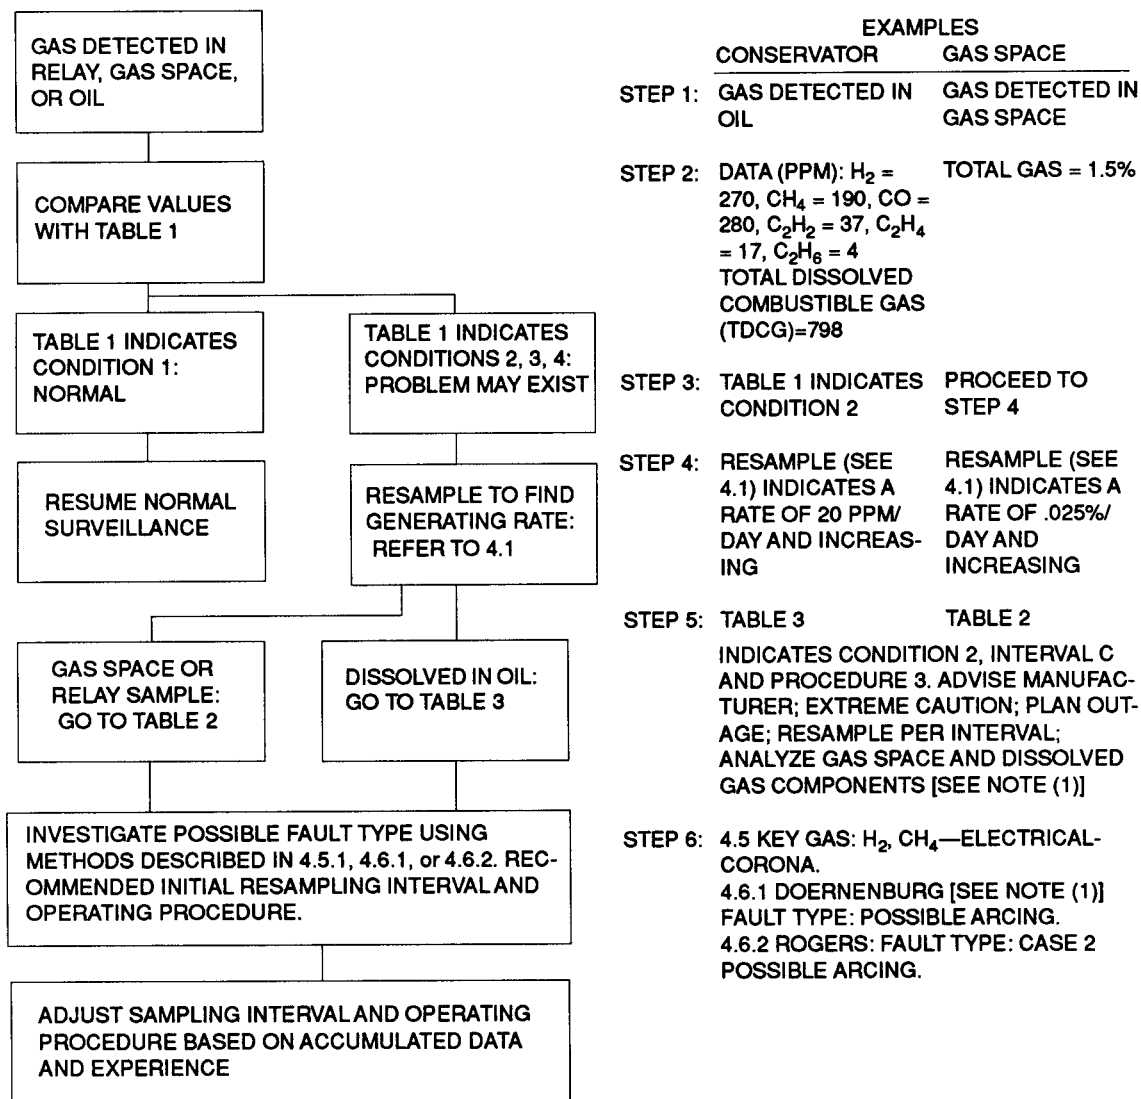 GAS DETECTED IN
RELAY, GAS SPACE,
OR OIL
COMPARE VALUES
WITH TABLE 1
TABLE 1 INDICATES
CONDITION 1:
NORMAL
TABLE 1 INDICATES
CONDITIONS 2, 3, 4:
PROBLEM MAY EXIST
RESUME NORMAL
SURVEILLANCE
RESAMPLE TO FIND
GENERATING RATE:
REFER TO 4.1
GAS SPACE OR
RELAY SAMPLE:
GO TO TABLE 2
DISSOLVED IN OIL:
GO TO TABLE 3
INVESTIGATE POSSIBLE FAULT TYPE USING
METHODS DESCRIBED IN 4.5.1, 4.6.1, or 4.6.2. REC-
OMMENDED INITIAL RESAMPLING INTERVAL AND
OPERATING PROCEDURE.
ADJUST SAMPLING INTERVAL AND OPERATING
PROCEDURE BASED ON ACCUMULATED DATA
AND EXPERIENCE
EXAMPLES
CONSERVATOR GAS SPACE
STEP 1: GAS DETECTED IN
OIL
GAS DETECTED IN
GAS SPACE
STEP 2: DATA (PPM): H₂ =
270, CH₄ = 190, CO =
280, C₂H₂ = 37, C₂H₄
= 17, C₂H₆ = 4
TOTAL DISSOLVED
COMBUSTIBLE GAS
(TDCG)=798
TOTAL GAS = 1.5%
STEP 3: TABLE 1 INDICATES
CONDITION 2
PROCEED TO
STEP 4
STEP 4: RESAMPLE (SEE
4.1) INDICATES A
RATE OF 20 PPM/
DAY AND INCREAS-
ING
RESAMPLE (SEE
4.1) INDICATES A
RATE OF .025%/
DAY AND
INCREASING
STEP 5: TABLE 3 TABLE 2
INDICATES CONDITION 2, INTERVAL C
AND PROCEDURE 3. ADVISE MANUFAC-
TURER; EXTREME CAUTION; PLAN OUT-
AGE; RESAMPLE PER INTERVAL;
ANALYZE GAS SPACE AND DISSOLVED
GAS COMPONENTS [SEE NOTE (1)]
STEP 6: 4.5 KEY GAS: H₂, CH₄—ELECTRICAL-
CORONA.
4.6.1 DOERNENBURG [SEE NOTE (1)]
FAULT TYPE: POSSIBLE ARCING.
4.6.2 ROGERS: FAULT TYPE: CASE 2
POSSIBLE ARCING.